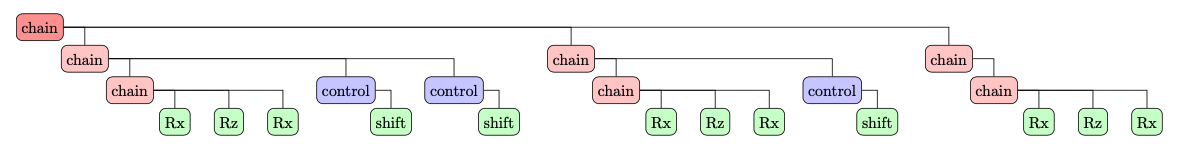 chain
chain chain chain
chain control control chain control chain
Rx Rz Rx shift shift Rx Rz Rx shift Rx Rz Rx